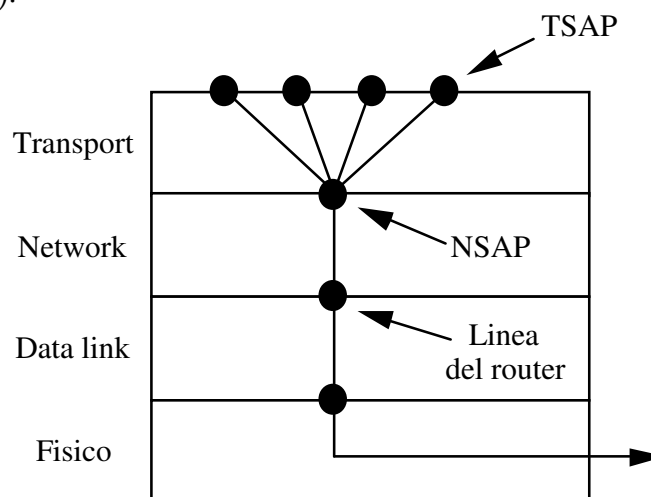 ).
TSAP
Transport
Network
NSAP
Data link
Linea
del router
Fisico